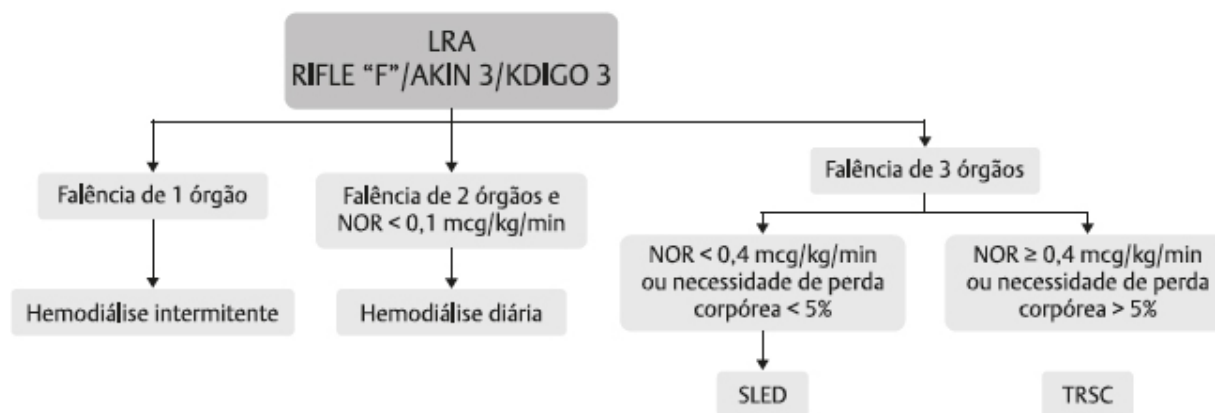 LRA
RIFLE “F”/AKIN 3/KDIGO 3
Falência de 1 órgão
Falência de 2 órgãos e
NOR < 0,1 mcg/kg/min
Falência de 3 órgãos
NOR < 0,4 mcg/kg/min
ou necessidade de perda
corpórea < 5%
NOR ≥ 0,4 mcg/kg/min
ou necessidade de perda
corpórea > 5%
Hemodiálise intermitente
Hemodiálise diária
SLED
TRSC